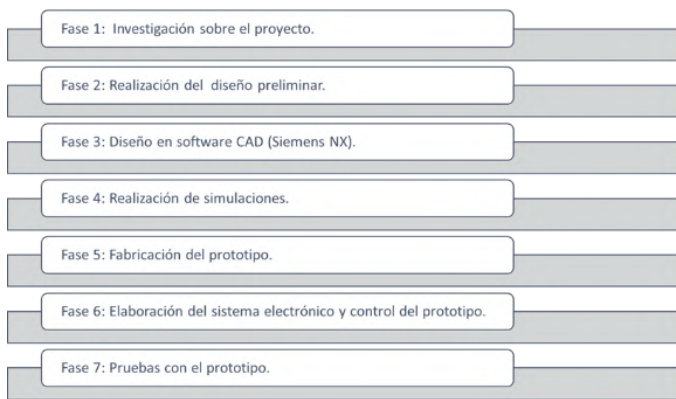 Fase 1: Investigación sobre el proyecto.
Fase 2: Realización del diseño preliminar.
Fase 3: Diseño en software CAD (Siemens NX).
Fase 4: Realización de simulaciones.
Fase 5: Fabricación del prototipo.
Fase 6: Elaboración del sistema electrónico y control del prototipo.
Fase 7: Pruebas con el prototipo.